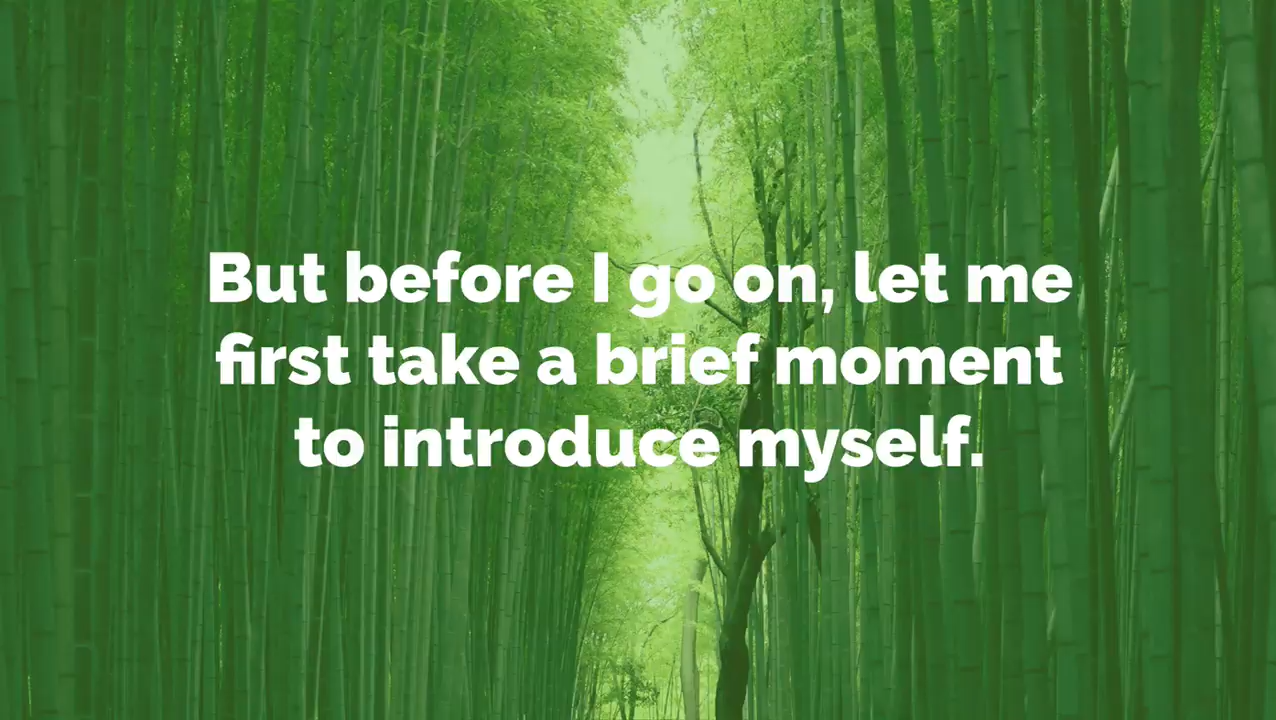 But before I go on, let me
first take a brief moment
to introduce myself.